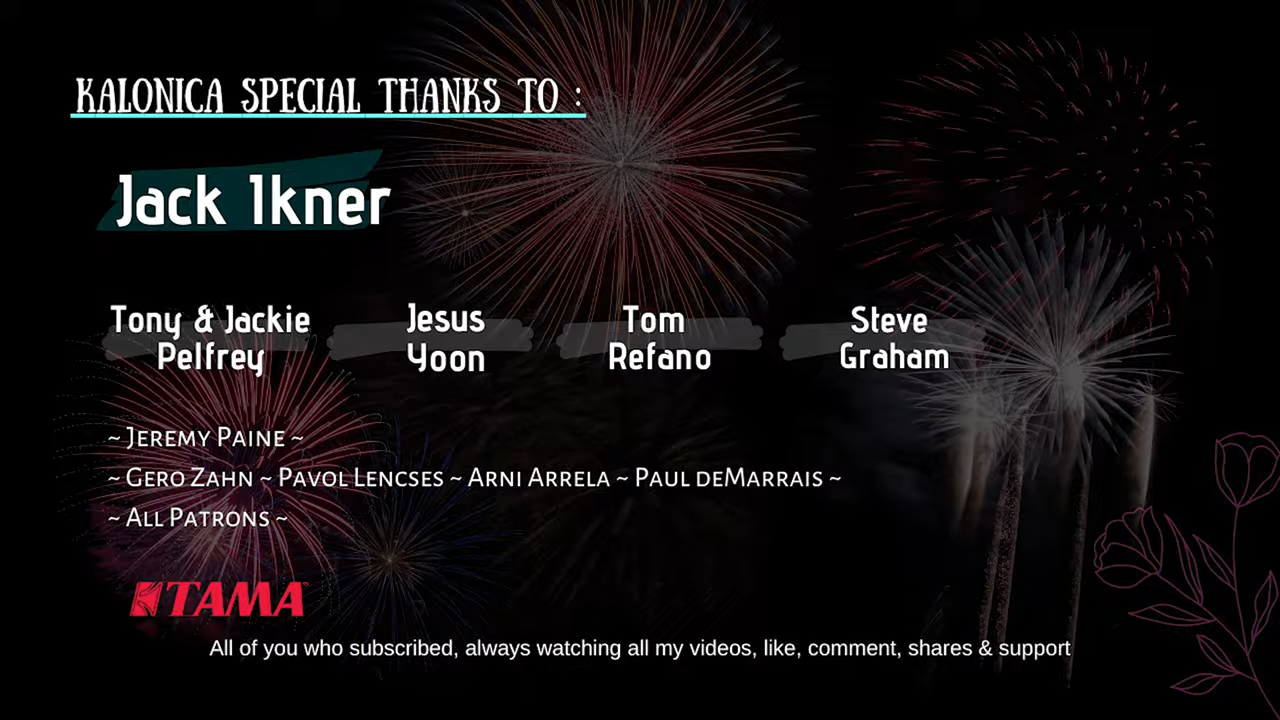 KALONICA SPECIAL THANKS TO :
Jack Ikner
Tony & Jackie Pelfrey
Jesus Yoon
Tom Refano
Steve Graham
~ Jeremy Paine ~
~ Gero Zahn ~ Pavol Lencses ~ Arni Arrela ~ Paul deMarrais ~
~ All Patrons ~
TAMA
All of you who subscribed, always watching all my videos, like, comment, shares & support